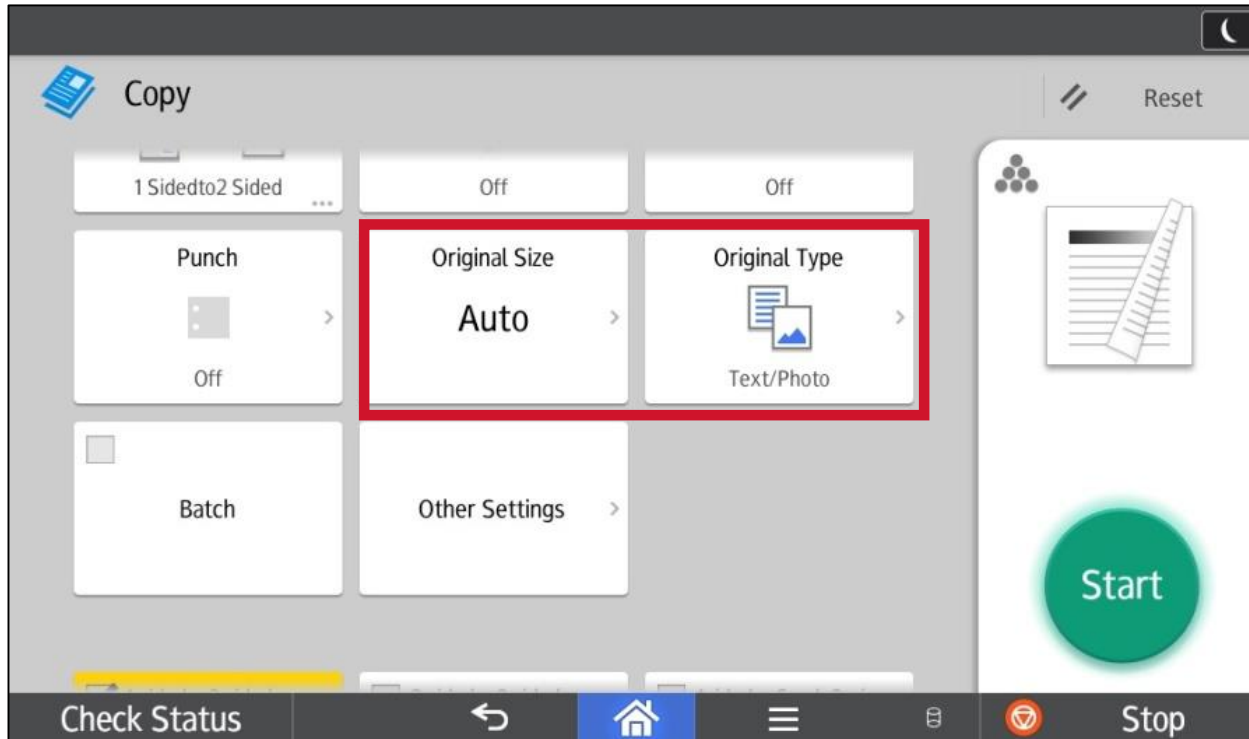 Copy
Reset
1 Sidedto2 Sided
Off
Off
Punch
Original Size
Original Type
Auto
Off
Text/Photo
Batch
Other Settings
Start
Check Status
Stop